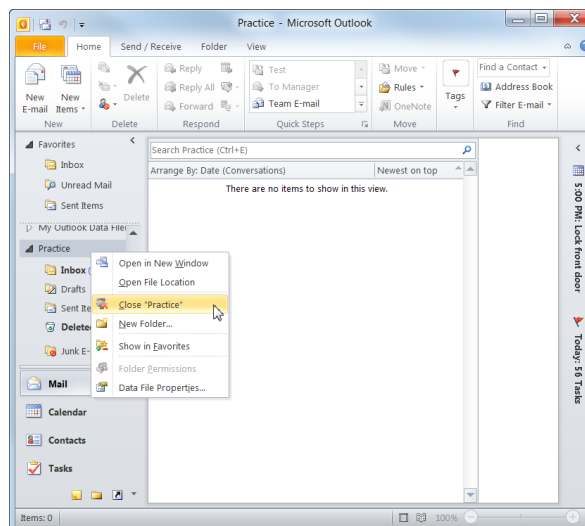 Practice - Microsoft Outlook
File Home Send / Receive Folder View
New E-mail
New Items
New
Delete
Delete
Reply
Reply All
Forward
Respond
Test
To Manager
Team E-mail
Quick Steps
Move
Rules
OneNote
Move
Tags
Find a Contact
Address Book
Filter E-mail
Find
Favorites
Inbox
Unread Mail
Sent Items
My Outlook Data File
Practice
Inbox (
Drafts
Sent Ite
Delete
Junk E-
Mail
Calendar
Contacts
Tasks
Search Practice (Ctrl+E)
Arrange By: Date (Conversations) Newest on top
There are no items to show in this view.
Open in New Window
Open File Location
Close "Practice"
New Folder...
Show in Favorites
Folder Permissions
Data File Properties...
5:00 PM: Lock front door
Today: 56 Tasks
Items: 0
100%